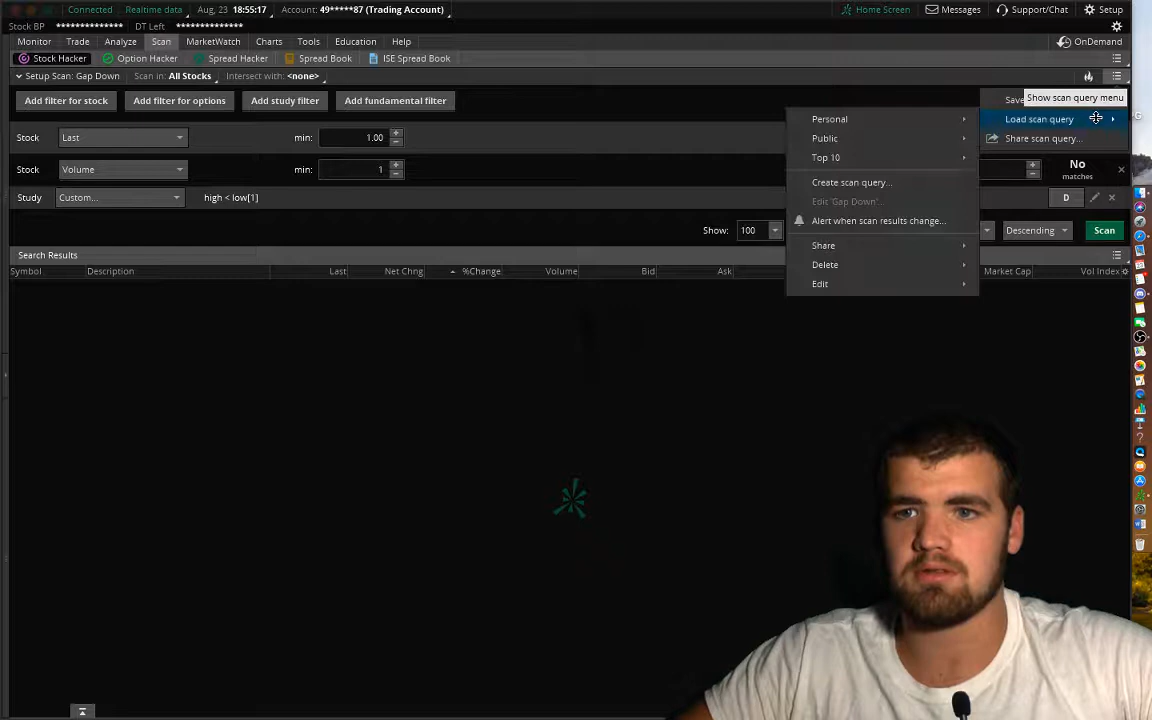 Connected Realtime data Aug, 23 18:55:17 Account: 49*****87 (Trading Account) Home Screen Messages Support/Chat Setup
Stock BP ************** DT Left **************
Monitor Trade Analyze Scan MarketWatch Charts Tools Education Help OnDemand
Stock Hacker Option Hacker Spread Hacker Spread Book ISE Spread Book
Setup Scan: Gap Down Scan in: All Stocks Intersect with: <none>
Add filter for stock Add filter for options Add study filter Add fundamental filter Save Show scan query menu
Personal Load scan query
Stock Last min: 1.00 Public Share scan query...
Top 10
Stock Volume min: 1 No
matches
Create scan query...
Study Custom... high < low[1] Edit 'Gap Down'... D
Alert when scan results change...
Show: 100 Descending Scan
Share
Search Results
Delete
Symbol Description Last Net Chng %Change Volume Bid Ask Market Cap Vol Index
Edit